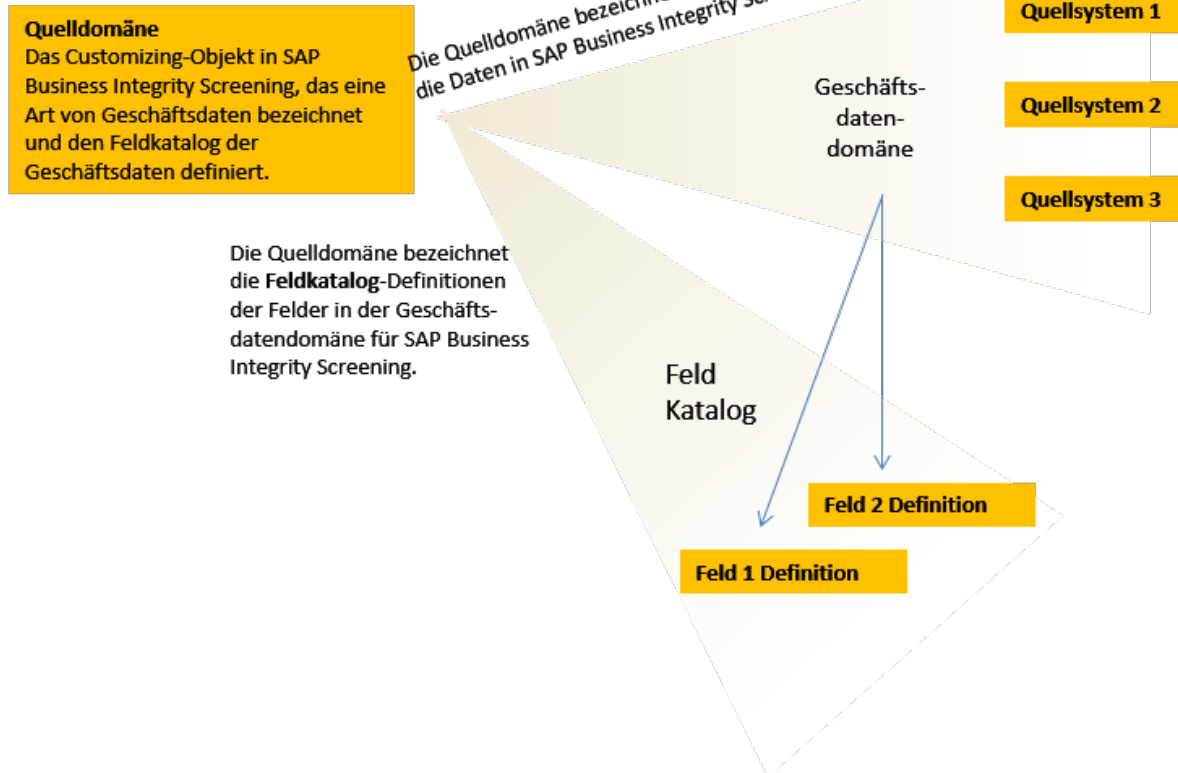 Quelldomäne
Das Customizing-Objekt in SAP
Business Integrity Screening, das eine
Art von Geschäftsdaten bezeichnet
und den Feldkatalog der
Geschäftsdaten definiert.
Die Quelldomäne
die Daten in SAP Business Integrity
Quellsystem 1
Geschäfts-
daten-
domäne
Quellsystem 2
Quellsystem 3
Die Quelldomäne bezeichnet
die Feldkatalog-Definitionen
der Felder in der Geschäfts-
datendomäne für SAP Business
Integrity Screening.
Feld
Katalog
Feld 2 Definition
Feld 1 Definition